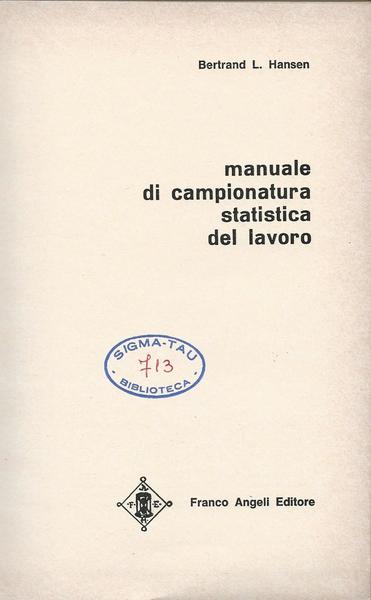 Bertrand L. Hansen
manuale
di campionatura
statistica
del lavoro
SIGMA-TAU
713
BIBLIOTECA
F E
Franco Angeli Editore